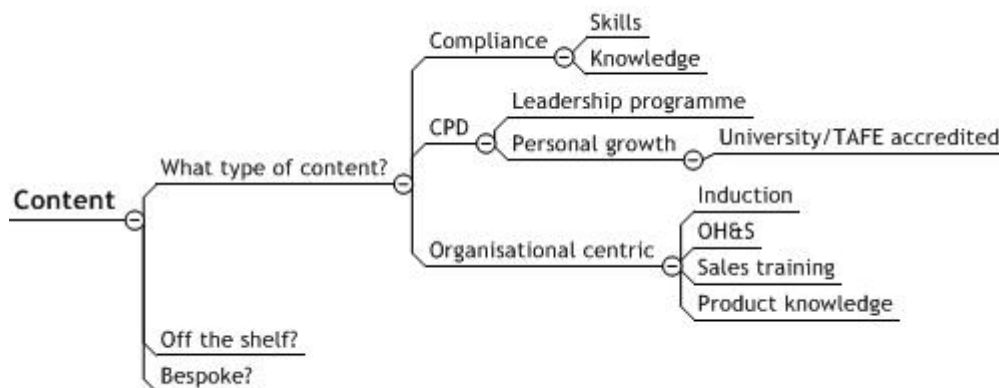 Content
What type of content?
Compliance
Skills
Knowledge
CPD
Leadership programme
Personal growth
University/TAFE accredited
Organisational centric
Induction
OH&S
Sales training
Product knowledge
Off the shelf?
Bespoke?